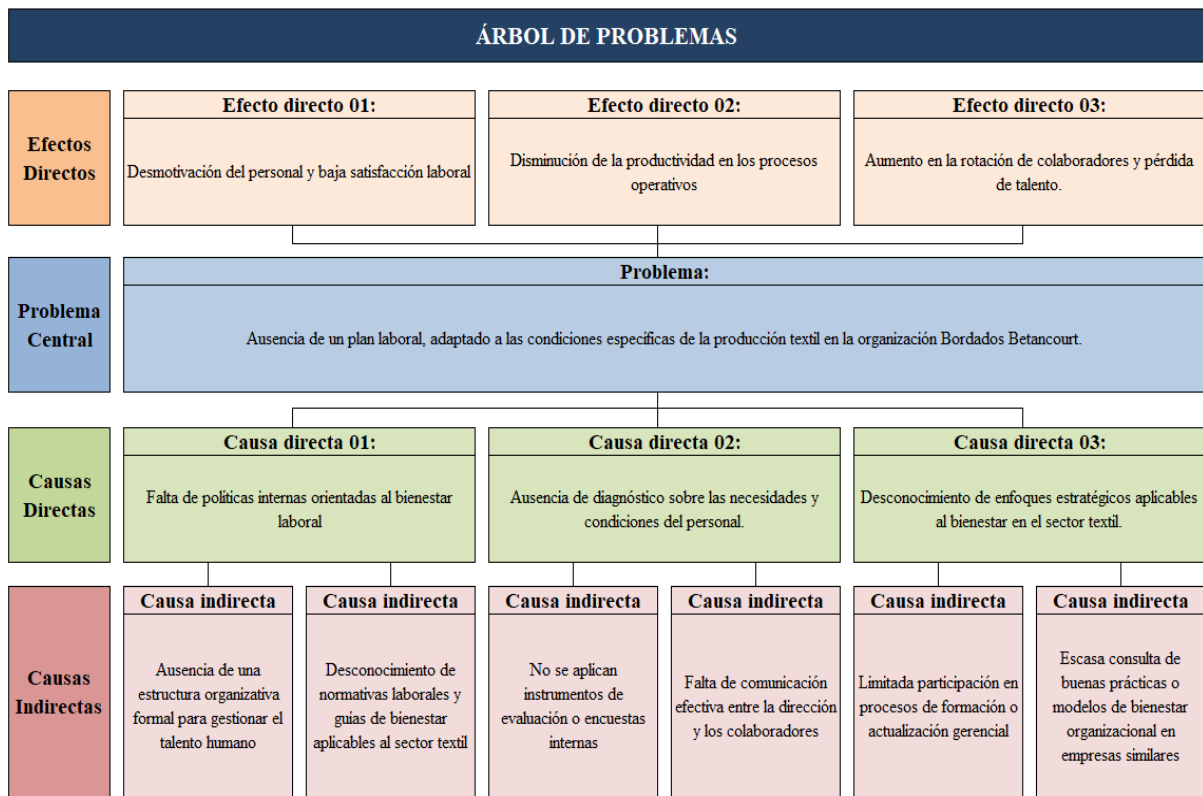 ÁRBOL DE PROBLEMAS
Efectos
Directos
Efecto directo 01:
Desmotivación del personal y baja satisfacción laboral
Efecto directo 02:
Disminución de la productividad en los procesos
operativos
Efecto directo 03:
Aumento en la rotación de colaboradores y pérdida
de talento.
Problema
Central
Problema:
Ausencia de un plan laboral, adaptado a las condiciones específicas de la producción textil en la organización Bordados Betancourt.
Causas
Directas
Causa directa 01:
Falta de políticas internas orientadas al bienestar
laboral
Causa directa 02:
Ausencia de diagnóstico sobre las necesidades y
condiciones del personal.
Causa directa 03:
Desconocimiento de enfoques estratégicos aplicables
al bienestar en el sector textil.
Causas
Indirectas
Causa indirecta
Ausencia de una
estructura organizativa
formal para gestionar el
talento humano
Causa indirecta
Desconocimiento de
normativas laborales y
guías de bienestar
aplicables al sector textil
Causa indirecta
No se aplican
instrumentos de
evaluación o encuestas
internas
Causa indirecta
Falta de comunicación
efectiva entre la dirección
y los colaboradores
Causa indirecta
Limitada participación en
procesos de formación o
actualización gerencial
Causa indirecta
Escasa consulta de
buenas prácticas o
modelos de bienestar
organizacional en
empresas similares